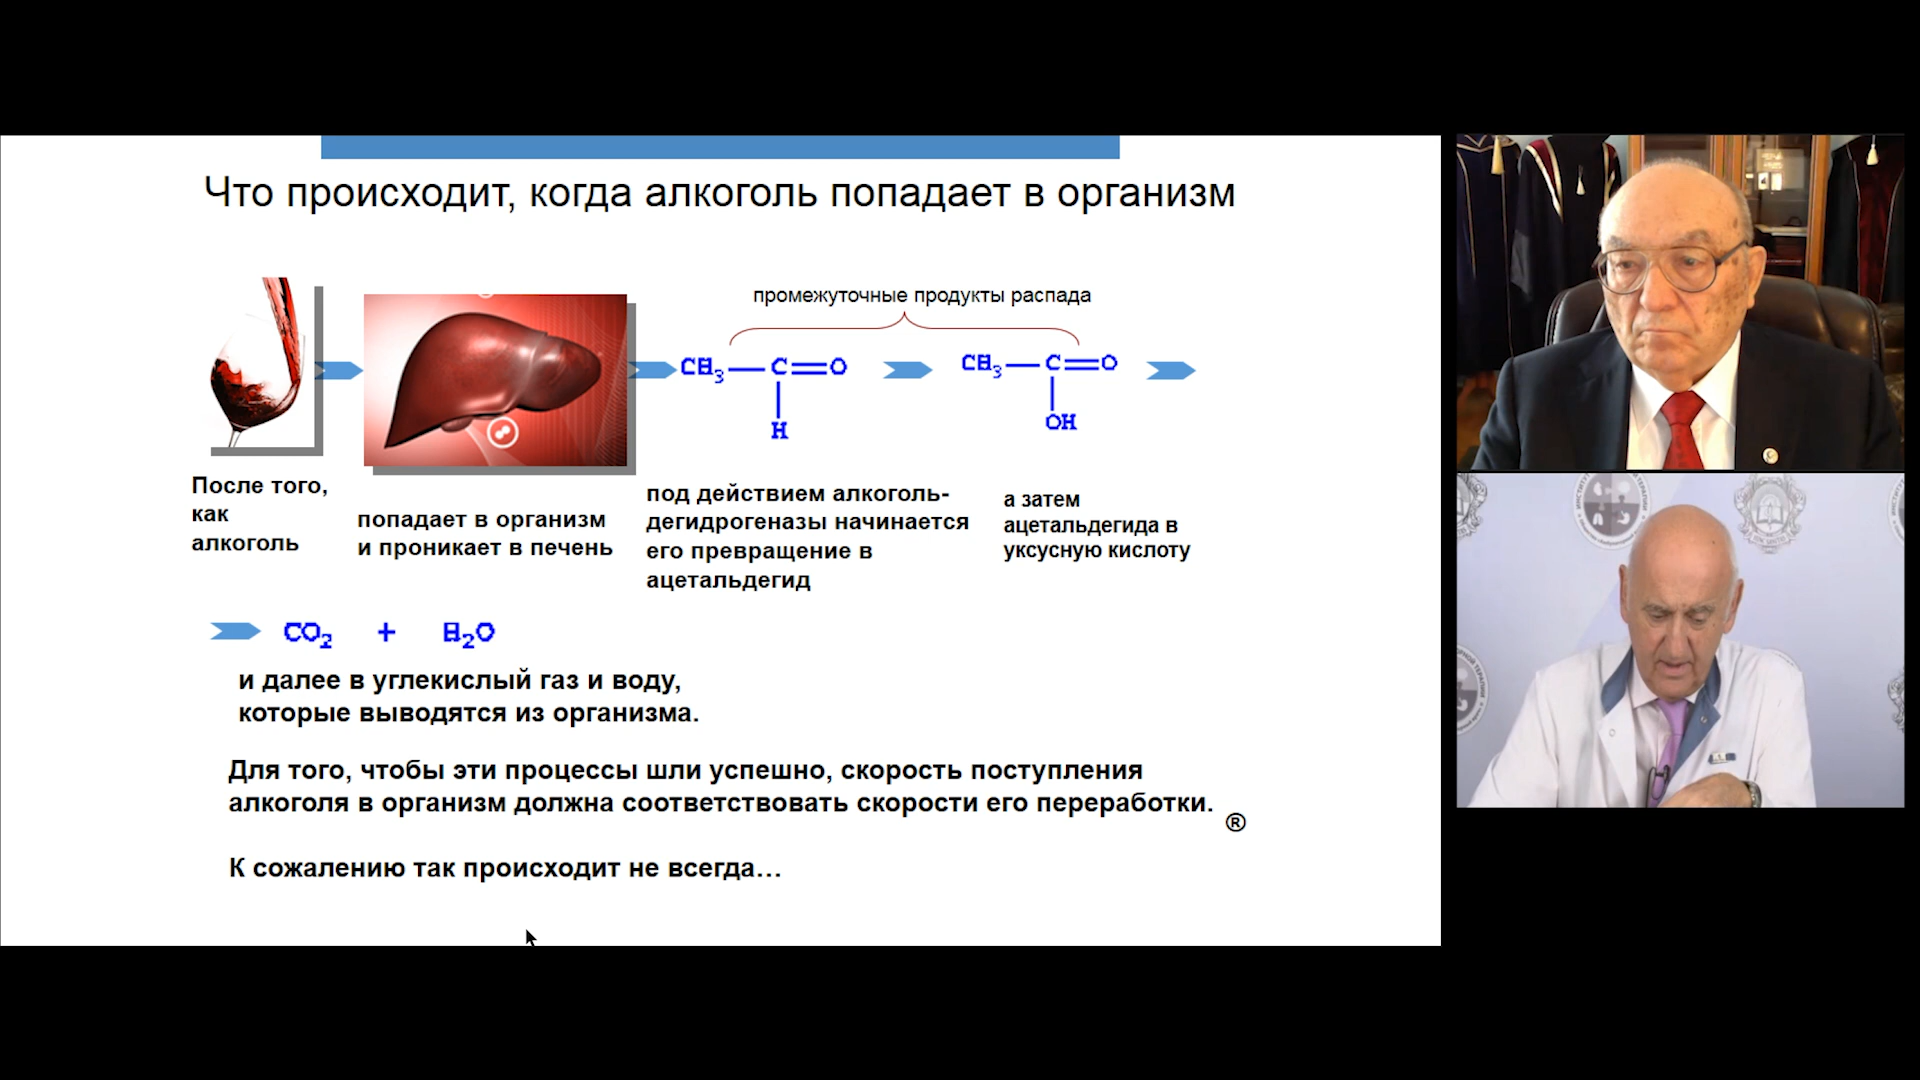 Что происходит, когда алкоголь попадает в организм
промежуточные продукты распада
CH3—C=O
H
CH3—C=O
OH
После того,
как
алкоголь
попадает в организм
и проникает в печень
под действием алкоголь-
дегидрогеназы начинается
его превращение в
ацетальдегид
а затем
ацетальдегида в
уксусную кислоту
CO2 + H2O
и далее в углекислый газ и воду,
которые выводятся из организма.
Для того, чтобы эти процессы шли успешно, скорость поступления
алкоголя в организм должна соответствовать скорости его переработки.
®
К сожалению так происходит не всегда…